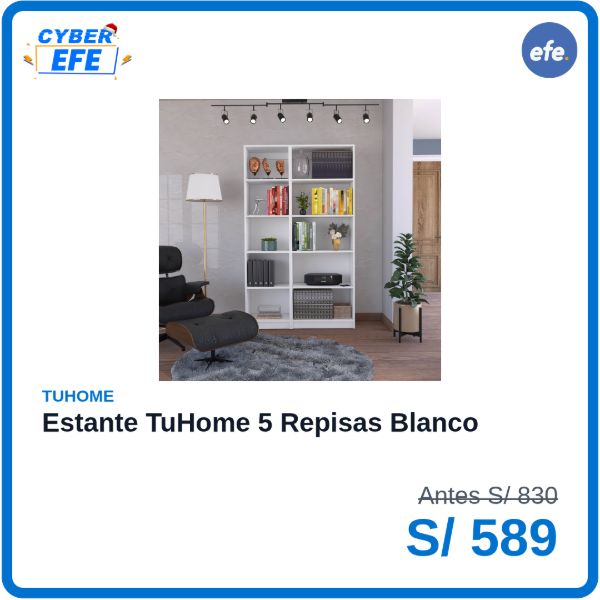 CYBER
EFE
efe.
TUHOME
Estante TuHome 5 Repisas Blanco
Antes S/ 830
S/ 589